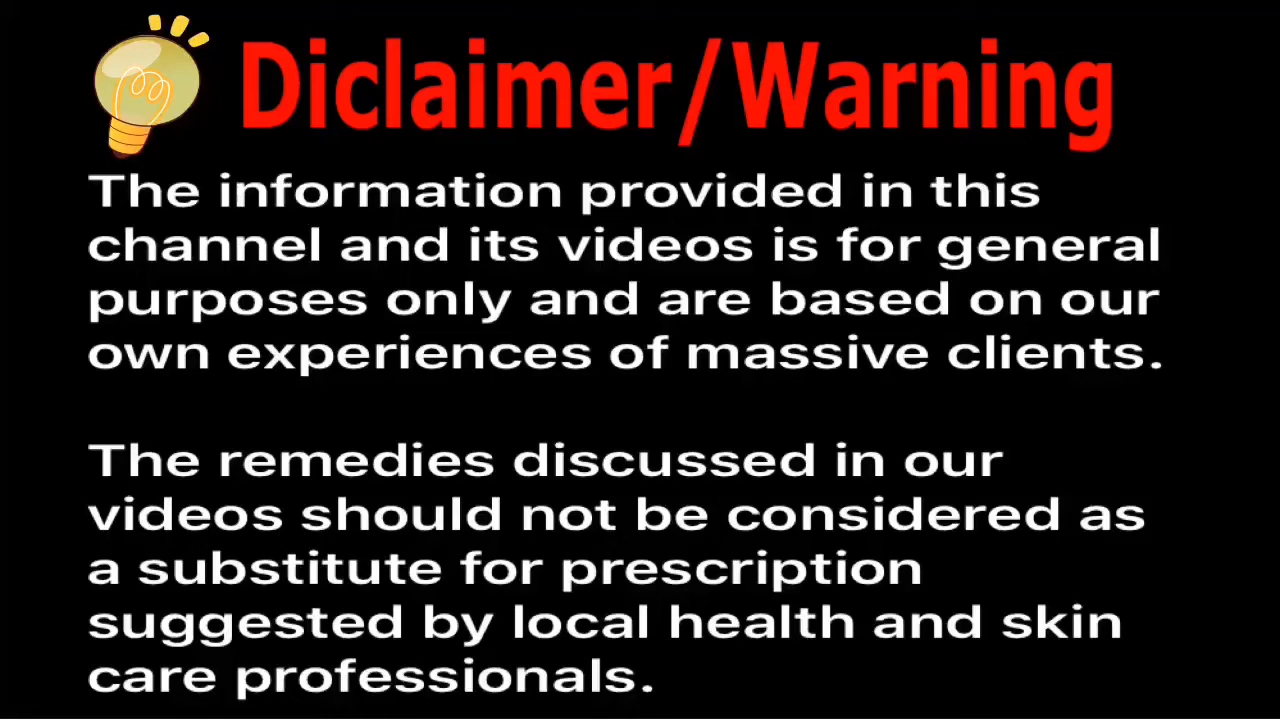 Diclaimer/Warning
The information provided in this
channel and its videos is for general
purposes only and are based on our
own experiences of massive clients.
The remedies discussed in our
videos should not be considered as
a substitute for prescription
suggested by local health and skin
care professionals.